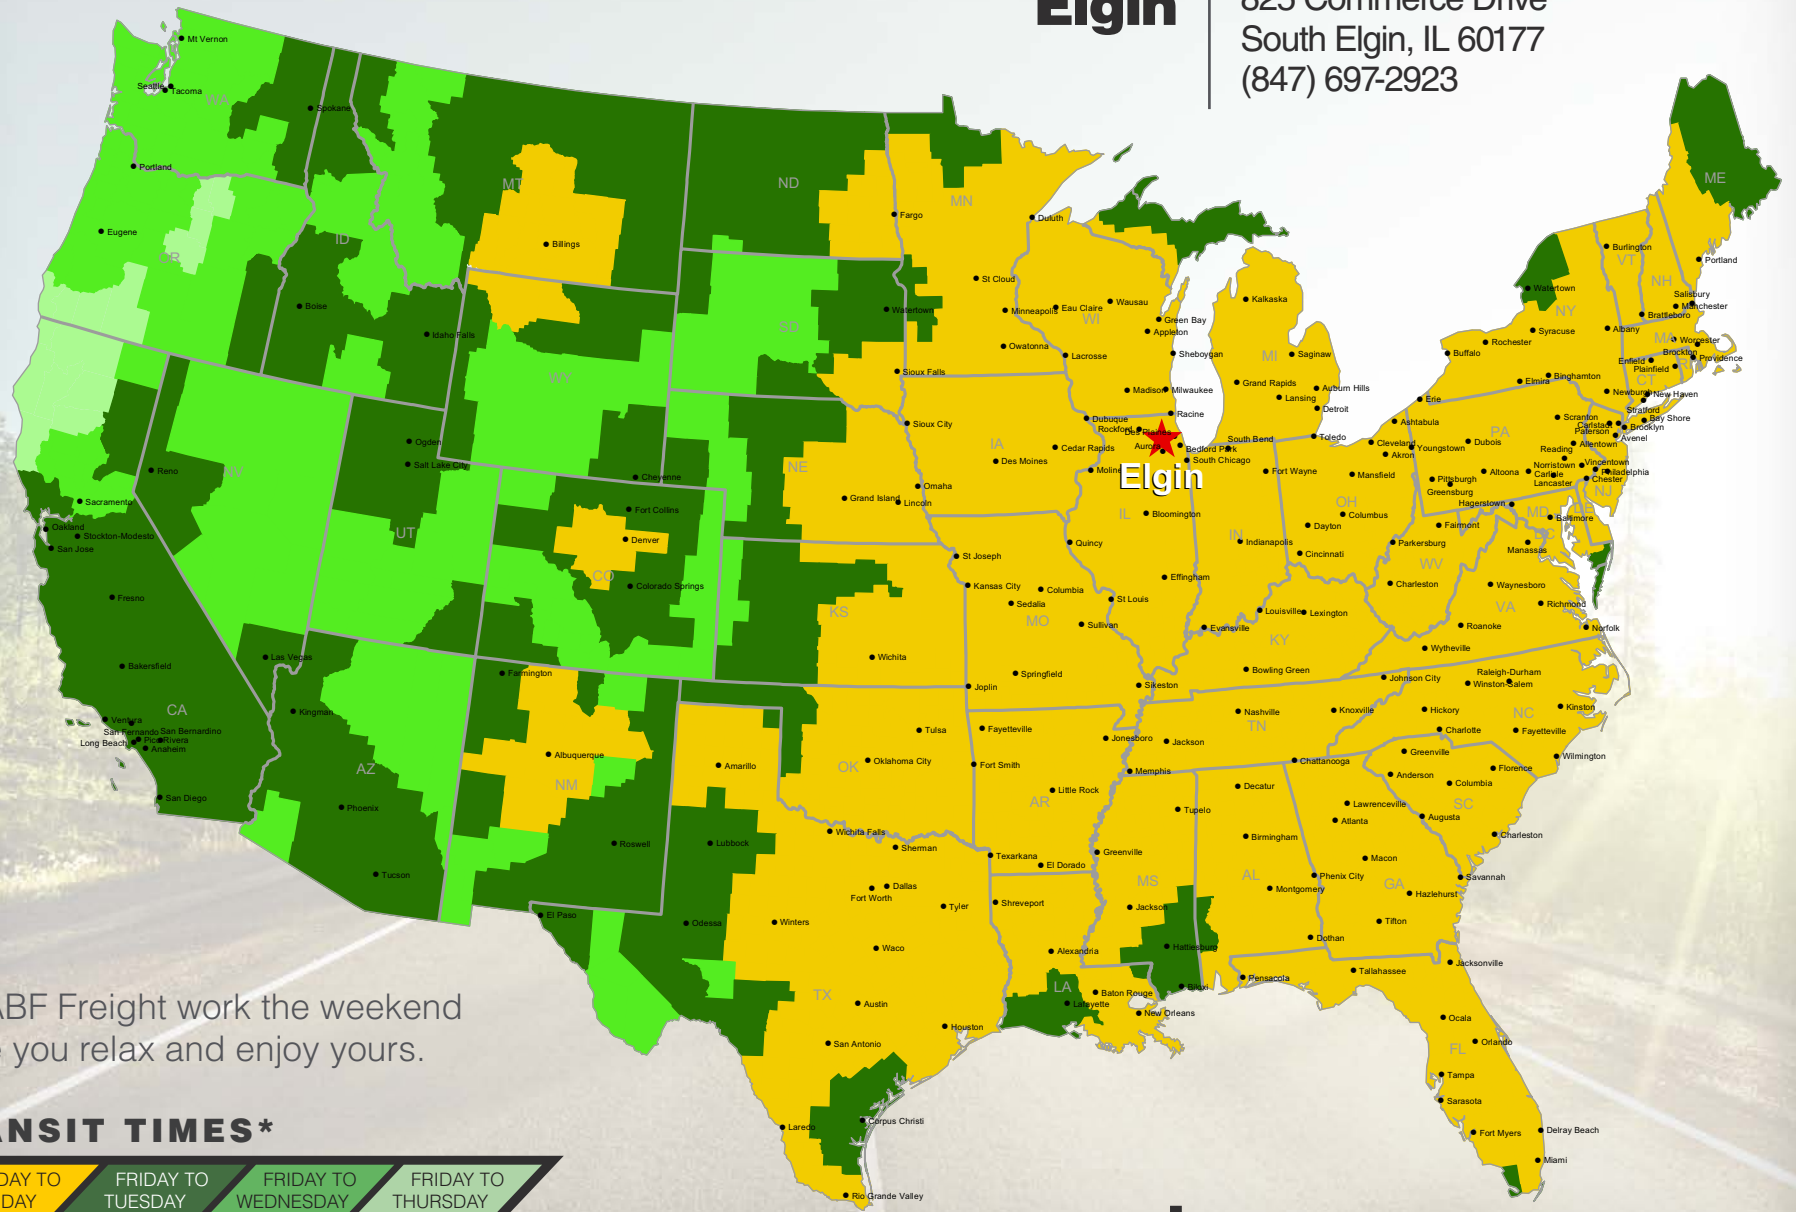 Elgin
825 Commerce Drive
South Elgin, IL 60177
(847) 697-2923
Mt Vernon
Seattle
Tacoma
WA
Spokane
Portland
Eugene
OR
ID
Boise
Idaho Falls
MT
Billings
ND
Fargo
MN
Duluth
St Cloud
Minneapolis
Owatonna
Eau Claire
Wausau
WI
Green Bay
Appleton
Lacrosse
Sheboygan
Madison
Milwaukee
Racine
Kalkaska
MI
Saginaw
Grand Rapids
Lansing
Auburn Hills
Detroit
ME
Burlington
VT
NH
Portland
Salisbury
Manchester
Brattleboro
Watertown
NY
Syracuse
Albany
Rochester
Buffalo
MA
Worcester
Brockton
Providence
Enfield
Plainfield
RI
CT
Binghamton
Elmira
Newburgh
New Haven
Stratford
Bay Shore
Brooklyn
Carlstadt
Paterson
Avenel
Scranton
Allentown
Erie
Ashtabula
PA
Cleveland
Youngstown
Akron
Dubois
Reading
Norristown
Vincentown
Philadelphia
Carlisle
Chester
Lancaster
Altoona
Pittsburgh
Greensburg
NJ
Hagerstown
MD
DE
Baltimore
DC
Manassas
Toledo
Mansfield
OH
Columbus
Dayton
Cincinnati
South Bend
Fort Wayne
IN
Indianapolis
Dubuque
Rockford
Des Plaines
Aurora
Bedford Park
South Chicago
Elgin
Moline
IL
Bloomington
Quincy
Effingham
Watertown
SD
Sioux Falls
WY
Cheyenne
Sioux City
IA
Cedar Rapids
Des Moines
NE
Omaha
Grand Island
Lincoln
Ogden
Salt Lake City
UT
NV
Reno
Sacramento
Oakland
Stockton-Modesto
San Jose
Fresno
Bakersfield
CA
Ventura
San Fernando
San Bernardino
Pico Rivera
Long Beach
Anaheim
San Diego
Las Vegas
Kingman
AZ
Phoenix
Tucson
Fort Collins
Denver
CO
Colorado Springs
KS
Wichita
St Joseph
Kansas City
Columbia
Sedalia
MO
St Louis
Sullivan
Springfield
Joplin
Sikeston
Fairmont
Parkersburg
WV
Charleston
Waynesboro
VA
Richmond
Roanoke
Norfolk
Wytheville
Louisville
Lexington
Evansville
KY
Bowling Green
Johnson City
Raleigh-Durham
Winston-Salem
Kinston
Hickory
NC
Charlotte
Fayetteville
Wilmington
Nashville
Knoxville
TN
Jackson
Memphis
Chattanooga
Greenville
Anderson
Florence
Columbia
SC
Charleston
Farmington
Albuquerque
NM
Roswell
El Paso
Amarillo
Lubbock
Odessa
OK
Tulsa
Oklahoma City
Fayetteville
Fort Smith
Jonesboro
Little Rock
AR
El Dorado
Texarkana
Wichita Falls
Sherman
Dallas
Fort Worth
Tyler
Winters
Waco
TX
Austin
San Antonio
Houston
Corpus Christi
Laredo
Rio Grande Valley
Shreveport
Alexandria
LA
Lafayette
Baton Rouge
New Orleans
Tupelo
Greenville
MS
Jackson
Hattiesburg
Biloxi
Decatur
Birmingham
AL
Montgomery
Dothan
Lawrenceville
Atlanta
Augusta
Macon
Phenix City
GA
Savannah
Hazlehurst
Tifton
Pensacola
Tallahassee
Jacksonville
Ocala
Orlando
FL
Tampa
Sarasota
Fort Myers
Delray Beach
Miami
ABF Freight work the weekend
you relax and enjoy yours.
ANSIT TIMES*
DAY TO
DAY
FRIDAY TO
TUESDAY
FRIDAY TO
WEDNESDAY
FRIDAY TO
THURSDAY